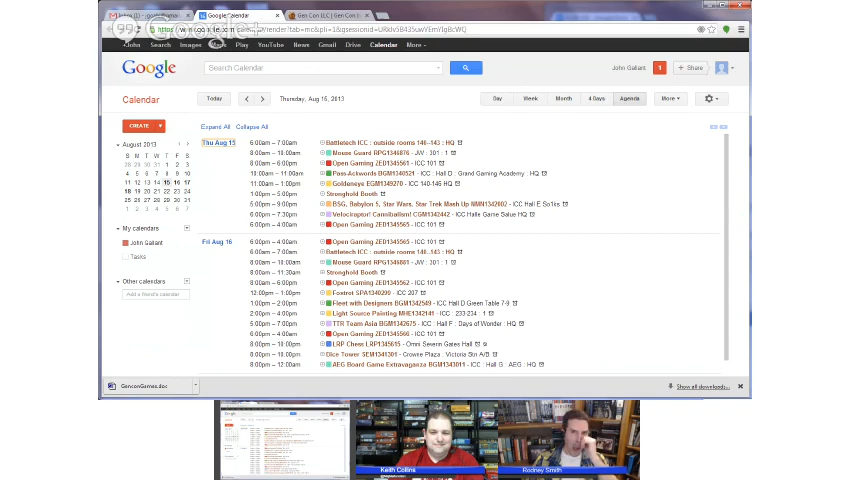 Google Calendar
Gen Con LLC | Gen Con In
+John Search Images Maps Play YouTube News Gmail Drive Calendar More
Google
Search Calendar
John Gallant 1 + Share
Calendar
Today Thursday, Aug 15, 2013 Day Week Month 4 Days Agenda More
CREATE
Expand All Collapse All
August 2013
S M T W T F S
28 29 30 31 1 2 3
4 5 6 7 8 9 10
11 12 13 14 15 16 17
18 19 20 21 22 23 24
25 26 27 28 29 30 31
1 2 3 4 5 6 7
My calendars
John Gallant
Tasks
Other calendars
Add a friend's calendar
Thu Aug 15 6:00am – 7:00am Battletech ICC : outside rooms 140–143 : HQ
8:00am – 10:00am Mouse Guard RPG1346876 - JW : 301 : 1
8:00am – 6:00pm Open Gaming ZED1345561 - ICC 101
10:00am – 11:00am Pass-Ackwords BGM1340521 - ICC : Hall D : Grand Gaming Academy : HQ
11:00am – 1:00pm Goldeneye EGM1349270 - ICC 140-146 HQ
1:00pm – 5:00pm Stronghold Booth
5:00pm – 9:00pm BSG, Babylon 5, Star Wars, Star Trek Mash Up NMN1342002 - ICC Hall E
6:00pm – 7:30pm Velociraptor! Cannibalism! CGM1342442 - ICC Halle Game Salue HQ
6:00pm – 4:00am Open Gaming ZED1345565 - ICC 101
Fri Aug 16 6:00pm – 4:00am Open Gaming ZED1345565 - ICC 101
6:00am – 7:00am Battletech ICC : outside rooms 140–143 : HQ
8:00am – 10:00am Mouse Guard RPG1346881 - JW : 301 : 1
8:00am – 11:30am Stronghold Booth
8:00am – 6:00pm Open Gaming ZED1345562 - ICC 101
12:00pm – 1:00pm Foxtrot SPA1340299 - ICC 207
1:00pm – 2:00pm Fleet with Designers BGM1342549 - ICC Hall D Green Table 7-9
2:00pm – 4:00pm Light Source Painting MHE1342141 - ICC : 233-234 : 1
5:00pm – 7:00pm TTR Team Asia BGM1342675 - ICC : Hall F : Days of Wonder : HQ
6:00pm – 4:00am Open Gaming ZED1345566 - ICC 101
8:00pm – 10:00pm LRP Chess LRP1345615 - Omni Severin Gates Hall
8:00pm – 10:00pm Dice Tower SEM1341301 - Crowne Plaza : Victoria Stn A/B
8:00pm – 12:00am AEG Board Game Extravaganza BGM1343011 - ICC : Hall G : AEG : HQ
GenconGames.doc Show all downloads...
Keith Collins Rodney Smith